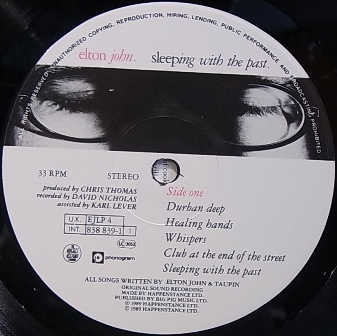 ALL RIGHTS RESERVED. UNAUTHORIZED COPYING, REPRODUCTION, HIRING, LENDING, PUBLIC PERFORMANCE AND BROADCASTING PROHIBITED
elton john. sleeping with the past.
33 RPM STEREO
produced by CHRIS THOMAS
recorded by DAVID NICHOLAS
assisted by KARL LEVER
U.K. EJLP 4
INT. 838 839-1
LC 0053
phonogram
Side one
Durban deep
Healing hands
Whispers
Club at the end of the street
Sleeping with the past
ALL SONGS WRITTEN BY ELTON JOHN & TAUPIN
ORIGINAL SOUND RECORDING
MADE BY HAPPENSTANCE LTD.
PUBLISHED BY BIG PIG MUSIC LTD.
℗ 1989 HAPPENSTANCE LTD.
© 1989 HAPPENSTANCE LTD.